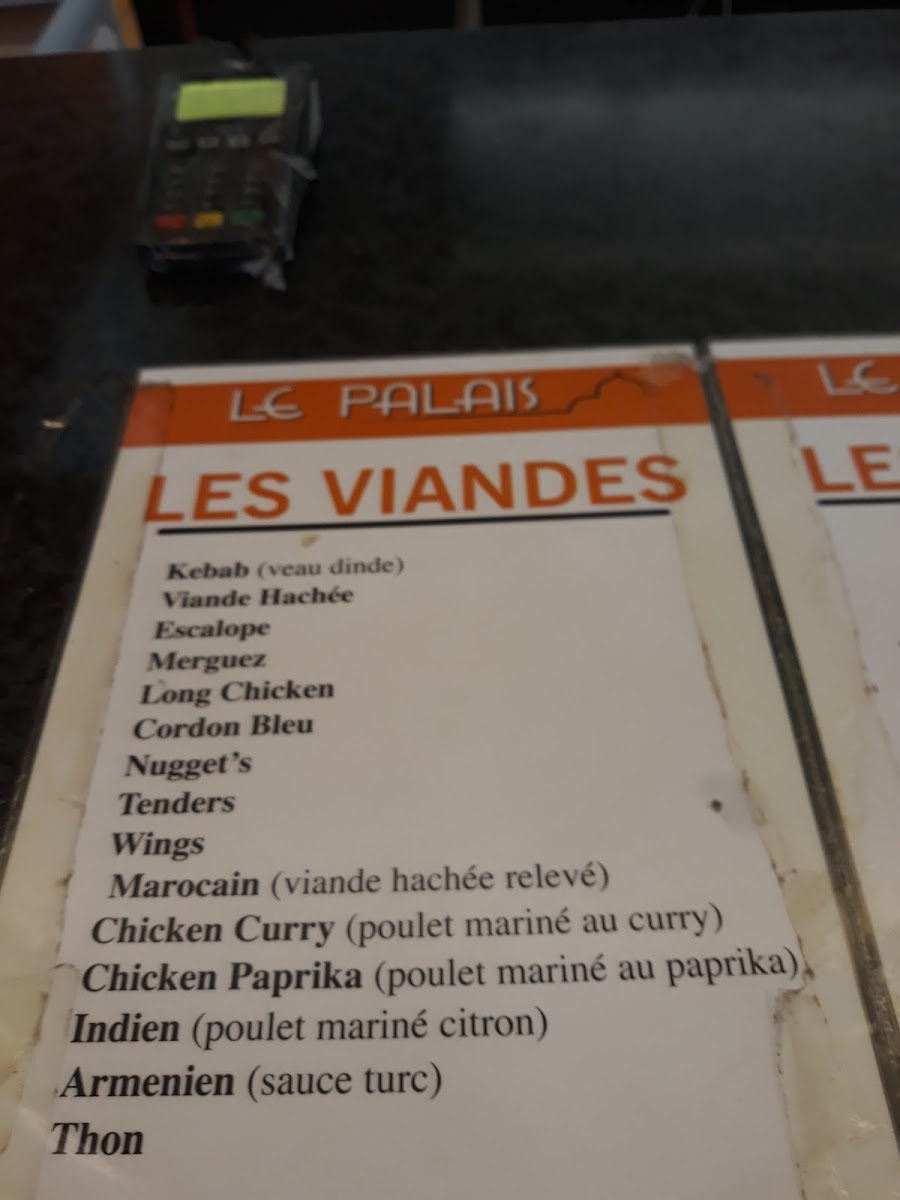 LE PALAIS
LES VIANDES
Kebab (veau dinde)
Viande Hachée
Escalope
Merguez
Long Chicken
Cordon Bleu
Nugget's
Tenders
Wings
Marocain (viande hachée relevé)
Chicken Curry (poulet mariné au curry)
Chicken Paprika (poulet mariné au paprika)
Indien (poulet mariné citron)
Armenien (sauce turc)
Thon
LE
LE